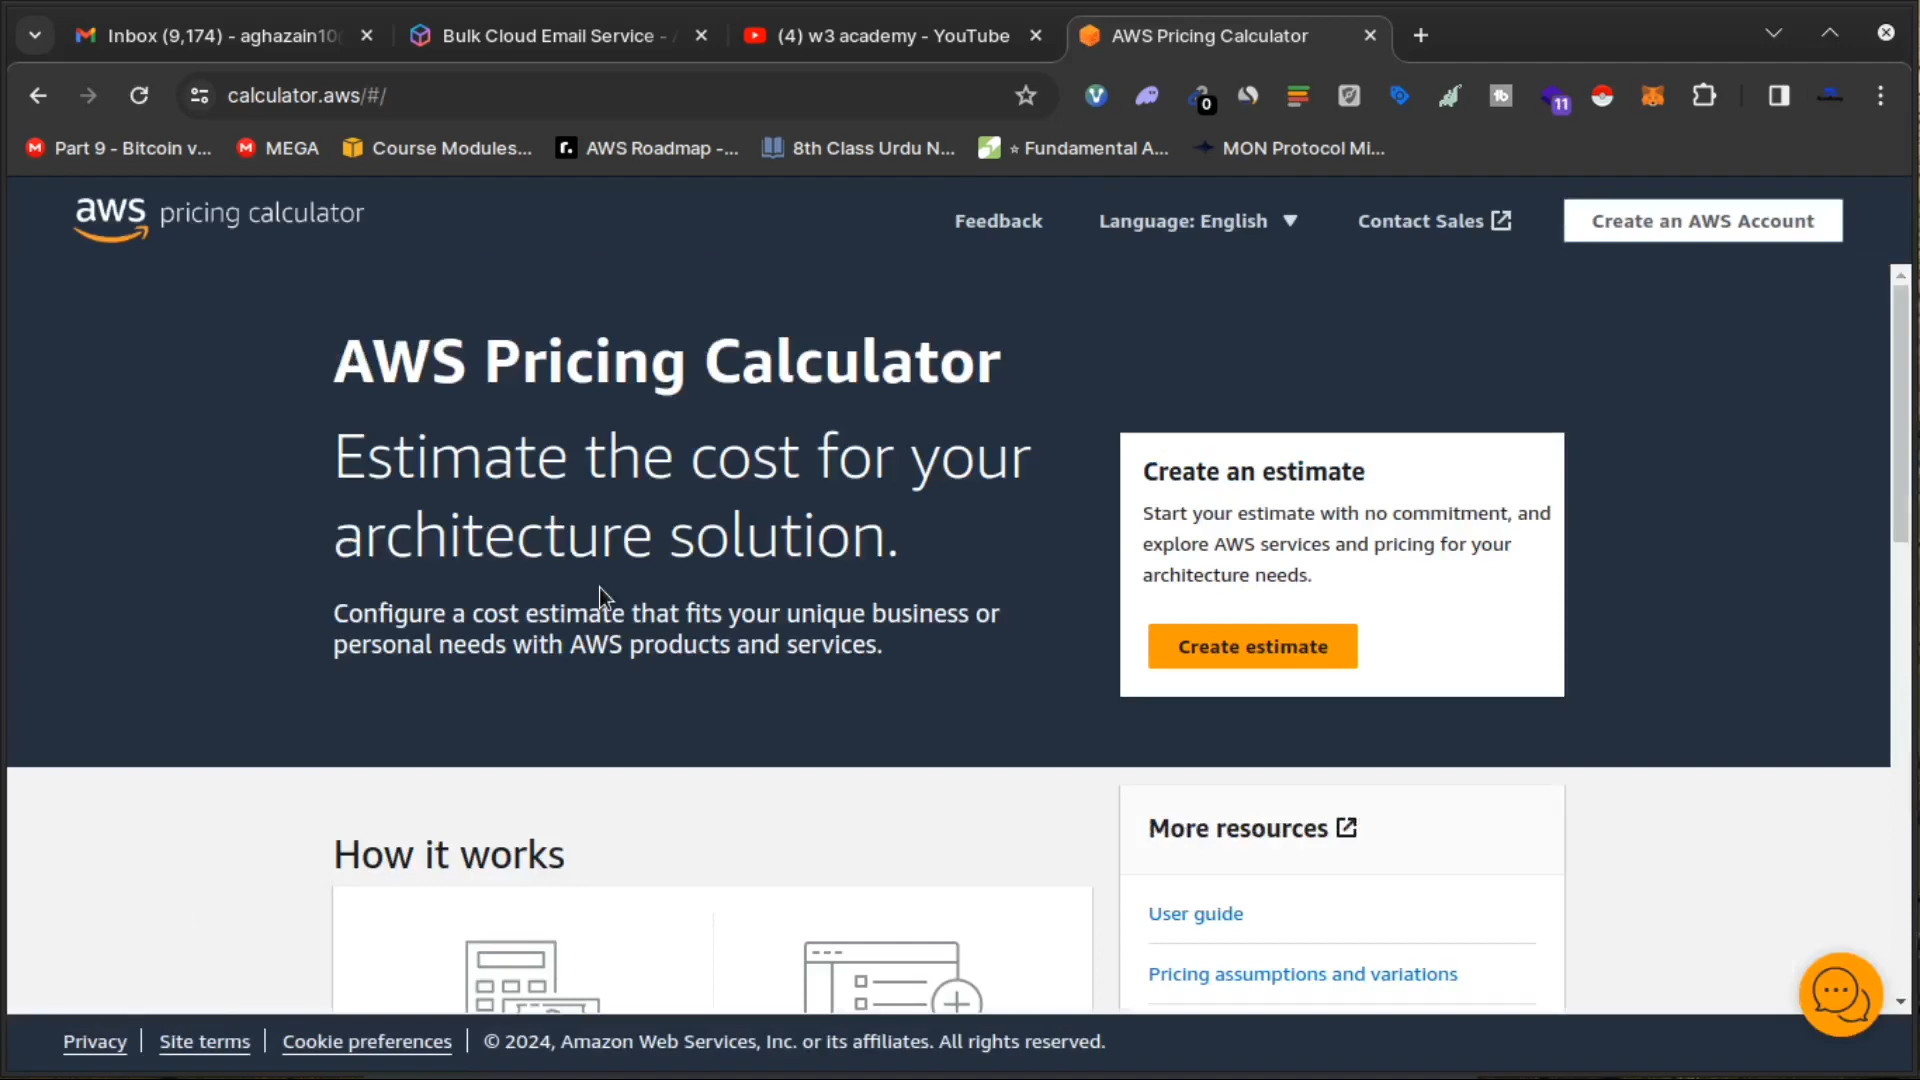 Inbox (9,174) - aghazain10
Bulk Cloud Email Service -
(4) w3 academy - YouTube
AWS Pricing Calculator
calculator.aws/#/
0
11
Part 9 - Bitcoin v...
MEGA
Course Modules...
AWS Roadmap -...
8th Class Urdu N...
⭐ Fundamental A...
MON Protocol Mi...
aws pricing calculator
Feedback
Language: English
Contact Sales
Create an AWS Account
AWS Pricing Calculator
Estimate the cost for your
architecture solution.
Configure a cost estimate that fits your unique business or
personal needs with AWS products and services.
Create an estimate
Start your estimate with no commitment, and
explore AWS services and pricing for your
architecture needs.
Create estimate
How it works
More resources
User guide
Pricing assumptions and variations
Privacy
Site terms
Cookie preferences
© 2024, Amazon Web Services, Inc. or its affiliates. All rights reserved.